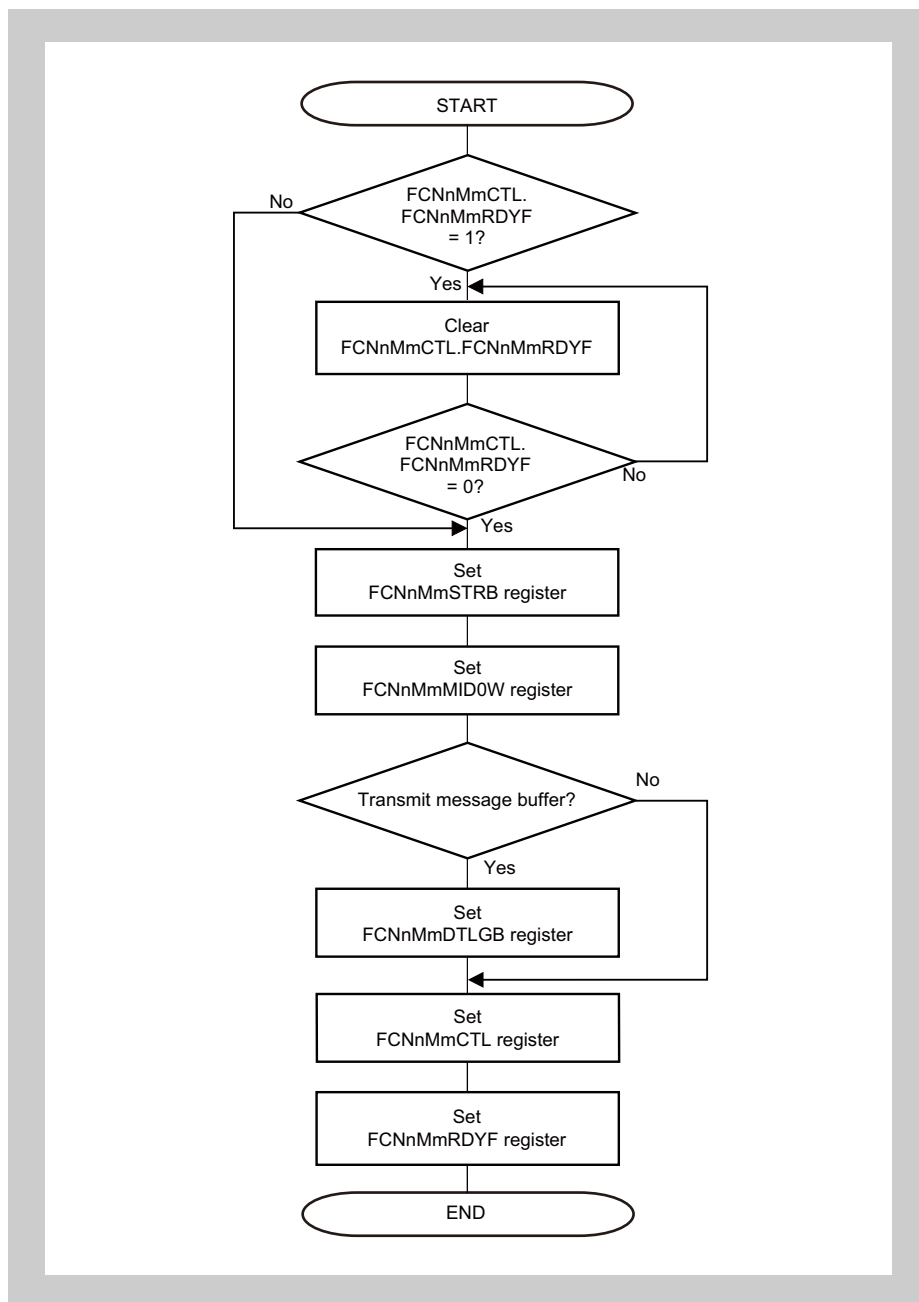 START
FCNnMmCTL.
FCNnMmRDYF
= 1?
No
Yes
Clear
FCNnMmCTL.FCNnMmRDYF
FCNnMmCTL.
FCNnMmRDYF
= 0?
No
Yes
Set
FCNnMmSTRB register
Set
FCNnMmMID0W register
Transmit message buffer?
No
Yes
Set
FCNnMmDTLGB register
Set
FCNnMmCTL register
Set
FCNnMmRDYF register
END